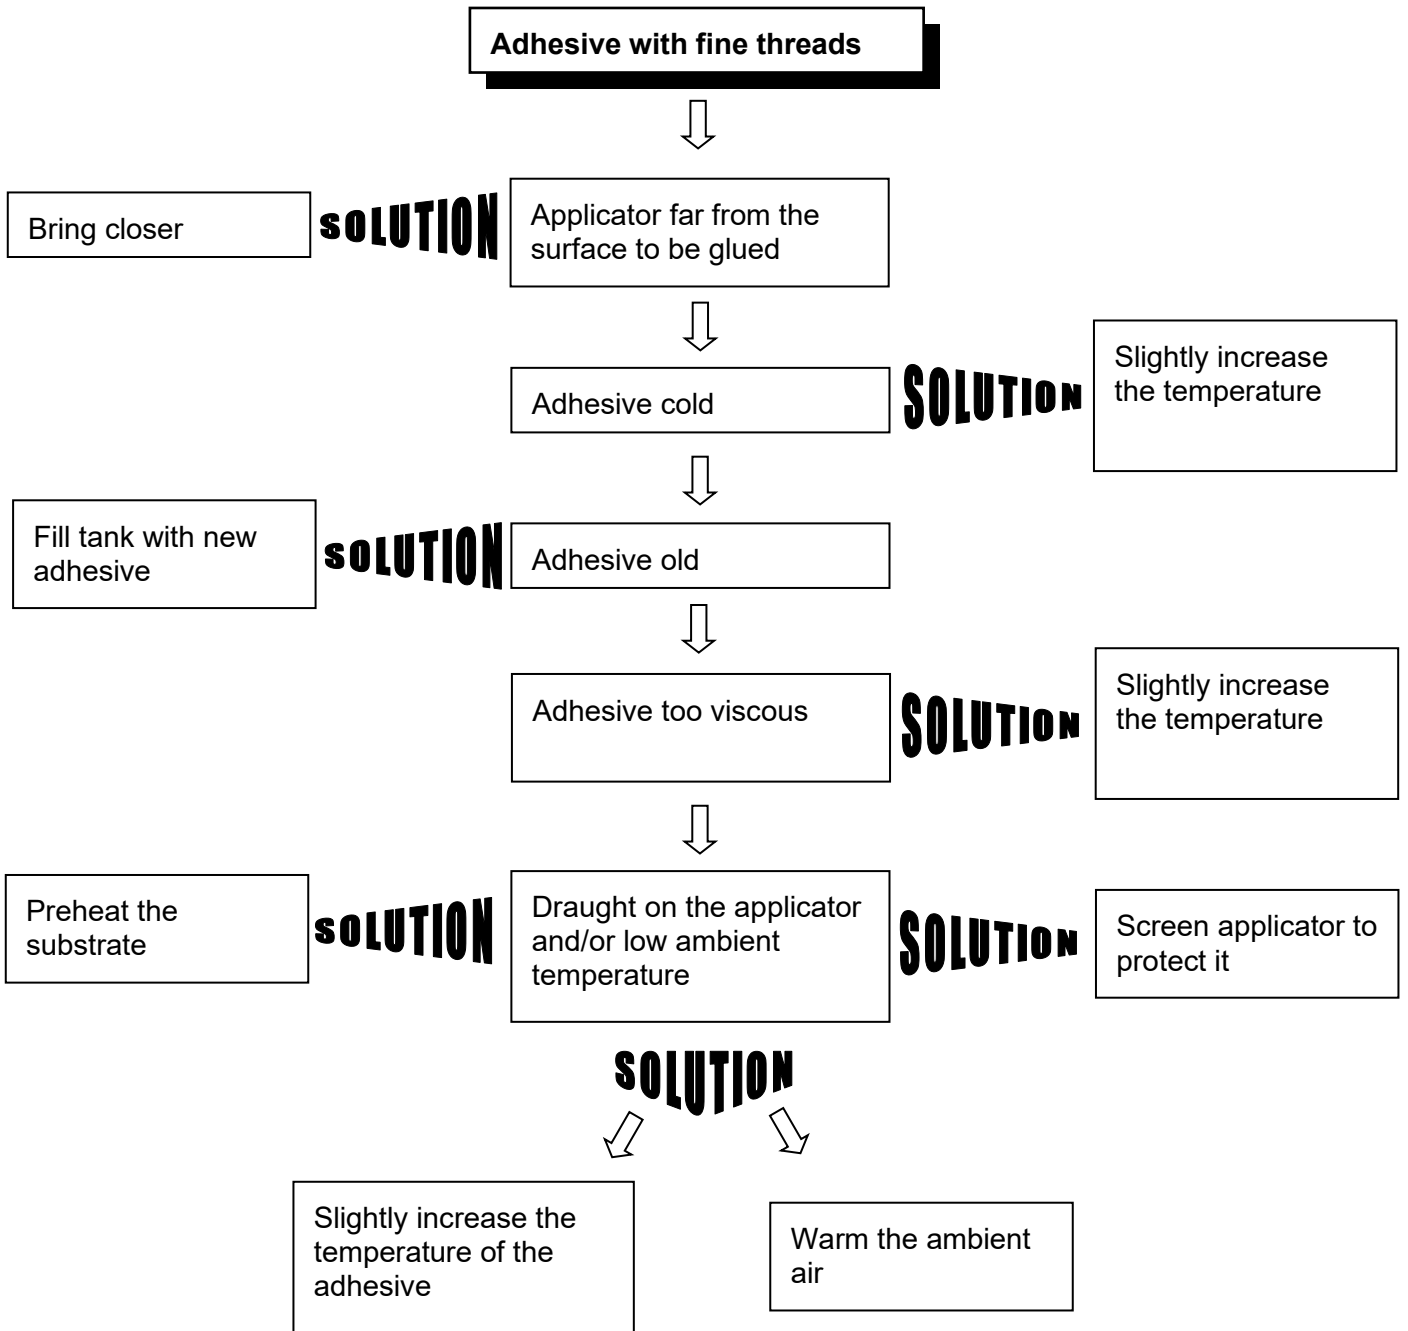 Adhesive with fine threads
Bring closer
SOLUTION
Applicator far from the
surface to be glued
Adhesive cold
SOLUTION
Slightly increase
the temperature
Fill tank with new
adhesive
SOLUTION
Adhesive old
Adhesive too viscous
SOLUTION
Slightly increase
the temperature
Preheat the
substrate
SOLUTION
Draught on the applicator
and/or low ambient
temperature
SOLUTION
Screen applicator to
protect it
SOLUTION
Slightly increase the
temperature of the
adhesive
Warm the ambient
air